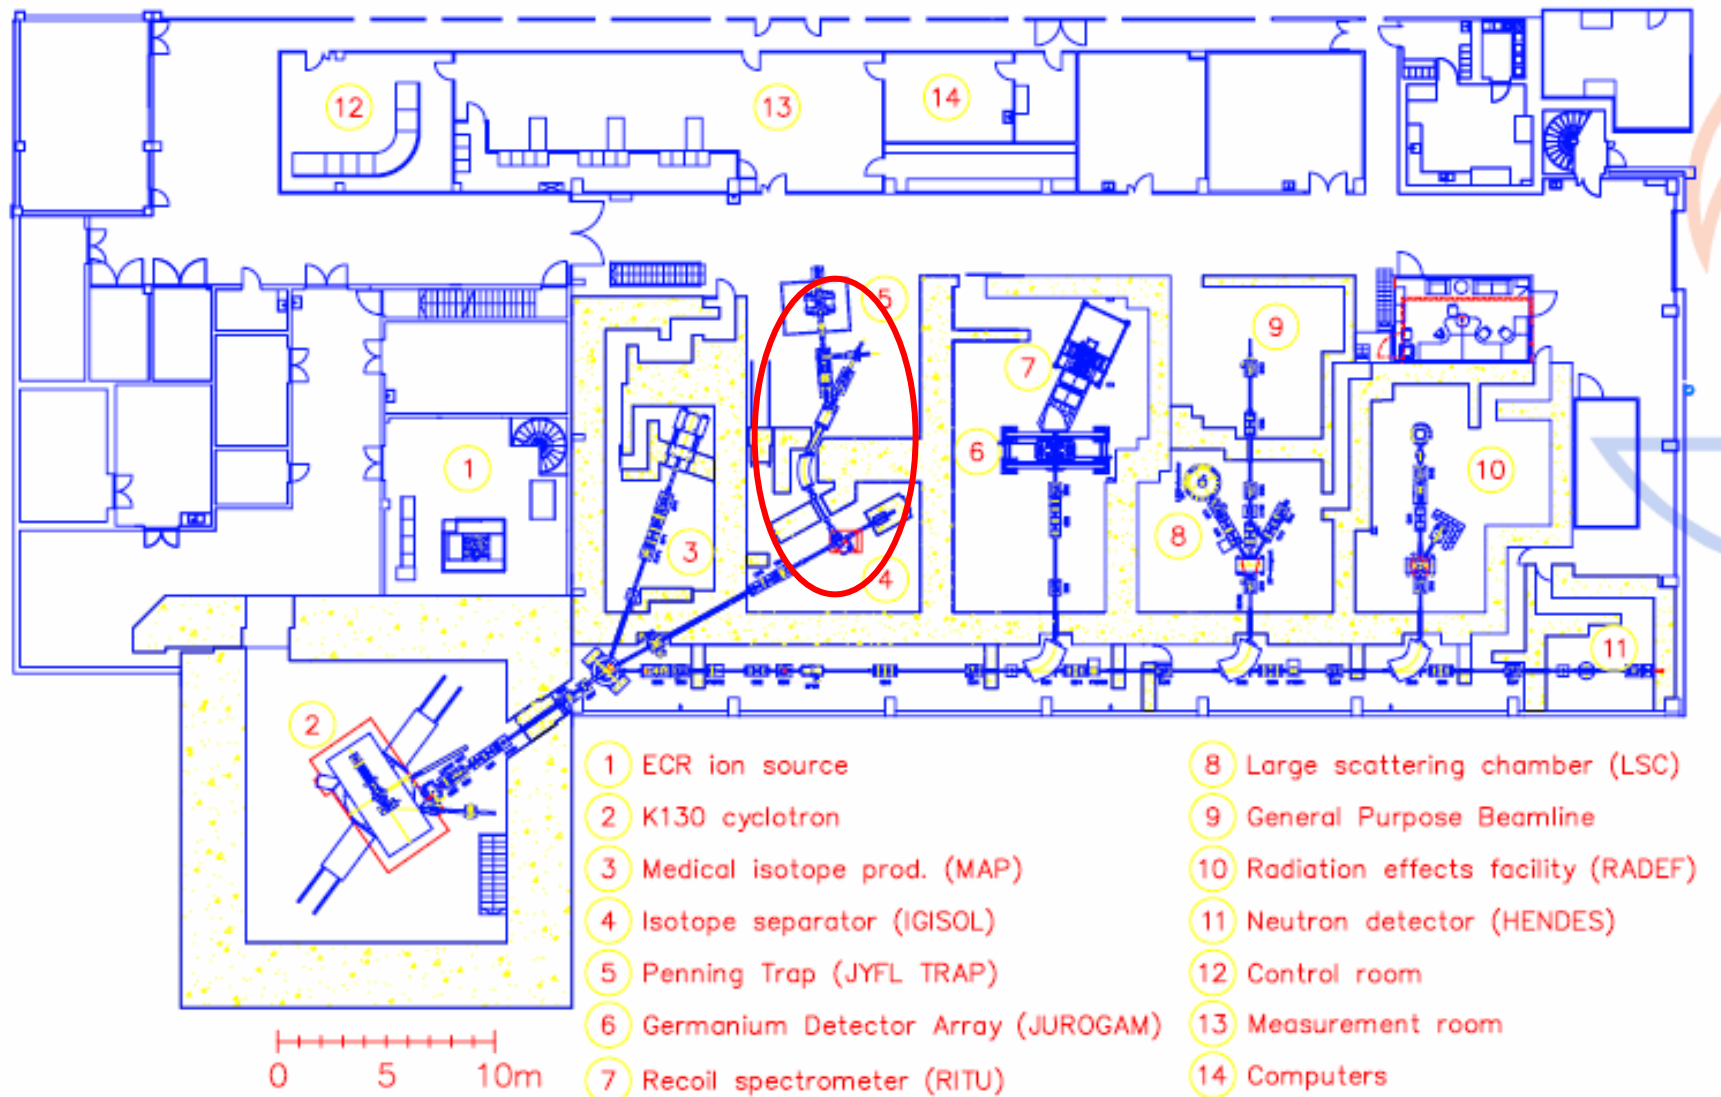 12
13
14
5
9
7
6
1
10
8
3
4
11
2
1 ECR ion source
2 K130 cyclotron
3 Medical isotope prod. (MAP)
4 Isotope separator (IGISOL)
5 Penning Trap (JYFL TRAP)
6 Germanium Detector Array (JUROGAM)
7 Recoil spectrometer (RITU)
8 Large scattering chamber (LSC)
9 General Purpose Beamline
10 Radiation effects facility (RADEF)
11 Neutron detector (HENDES)
12 Control room
13 Measurement room
14 Computers
0 5 10m